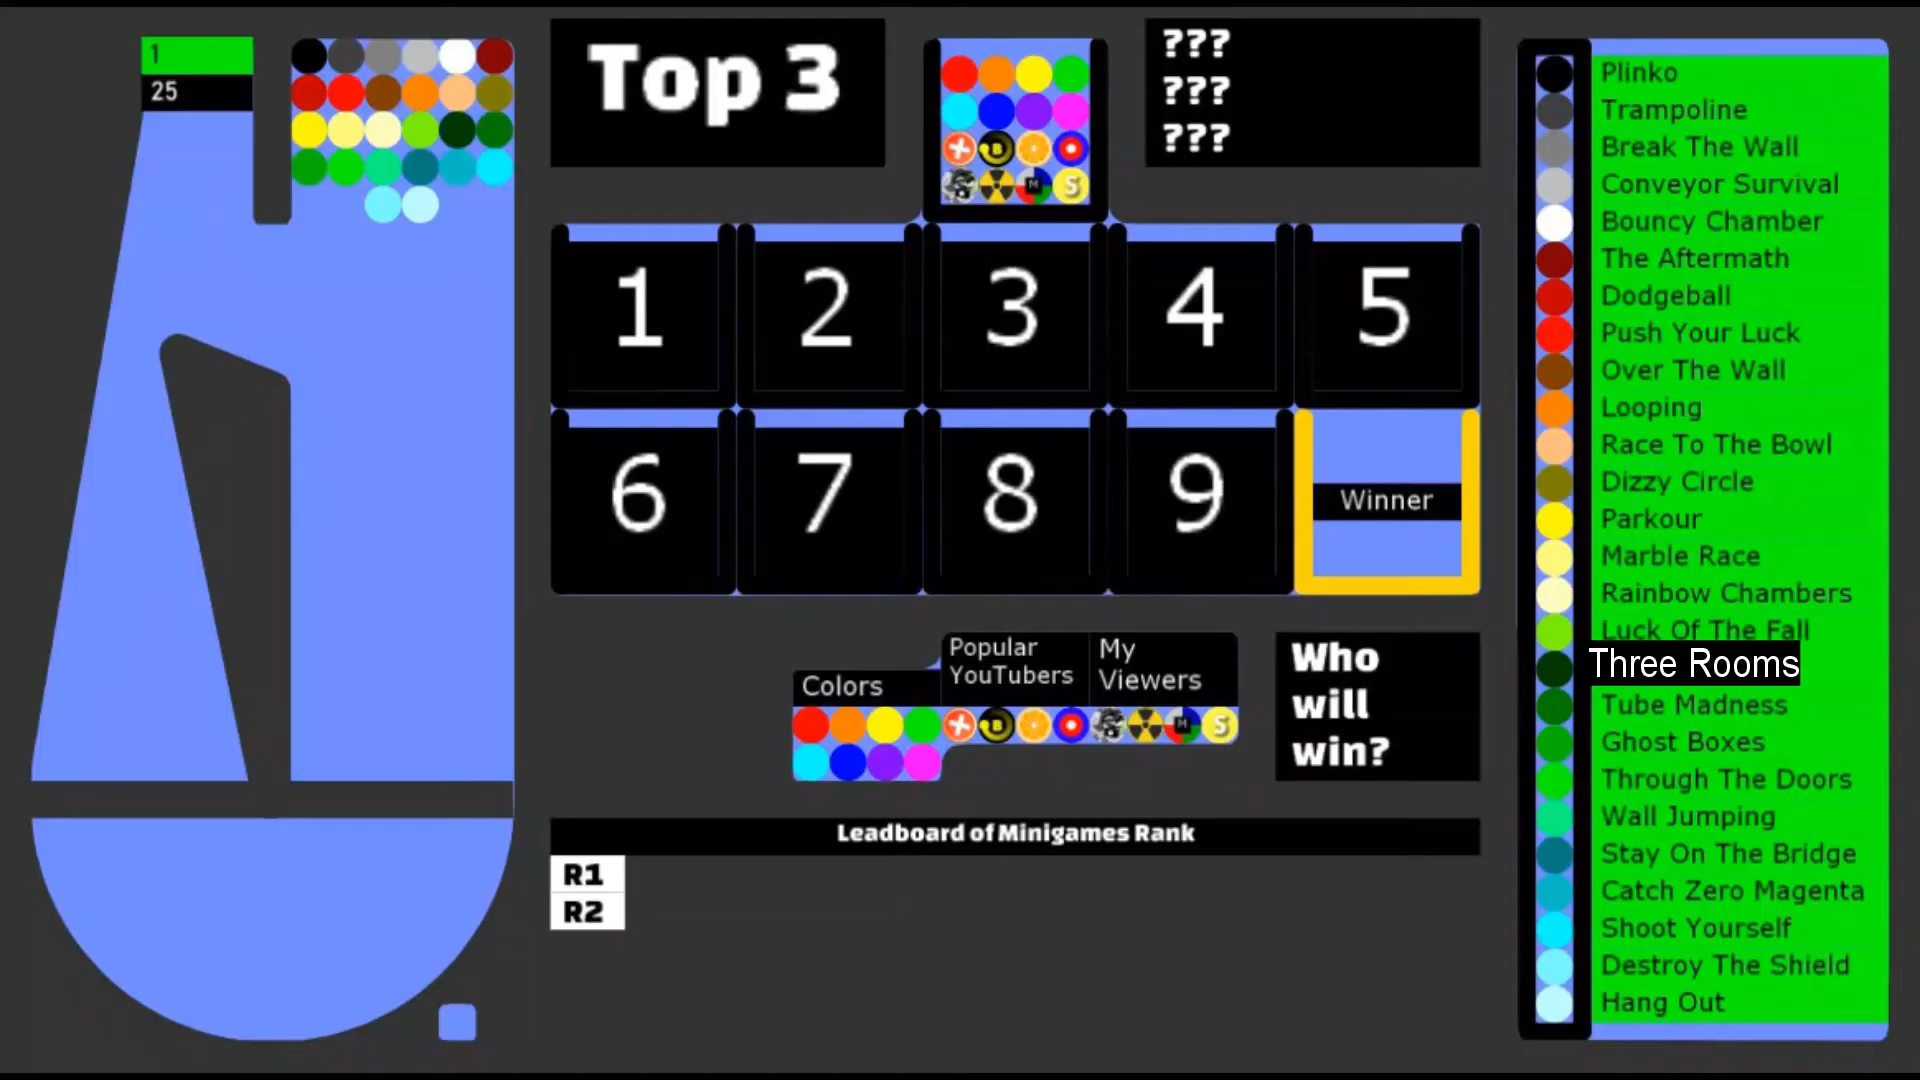 1
25
Top 3
???
???
???
1
2
3
4
5
6
7
8
9
Winner
Colors
Popular
YouTubers
My
Viewers
Who
will
win?
Leadboard of Minigames Rank
R1
R2
Plinko
Trampoline
Break The Wall
Conveyor Survival
Bouncy Chamber
The Aftermath
Dodgeball
Push Your Luck
Over The Wall
Looping
Race To The Bowl
Dizzy Circle
Parkour
Marble Race
Rainbow Chambers
Luck Of The Fall
Three Rooms
Tube Madness
Ghost Boxes
Through The Doors
Wall Jumping
Stay On The Bridge
Catch Zero Magenta
Shoot Yourself
Destroy The Shield
Hang Out